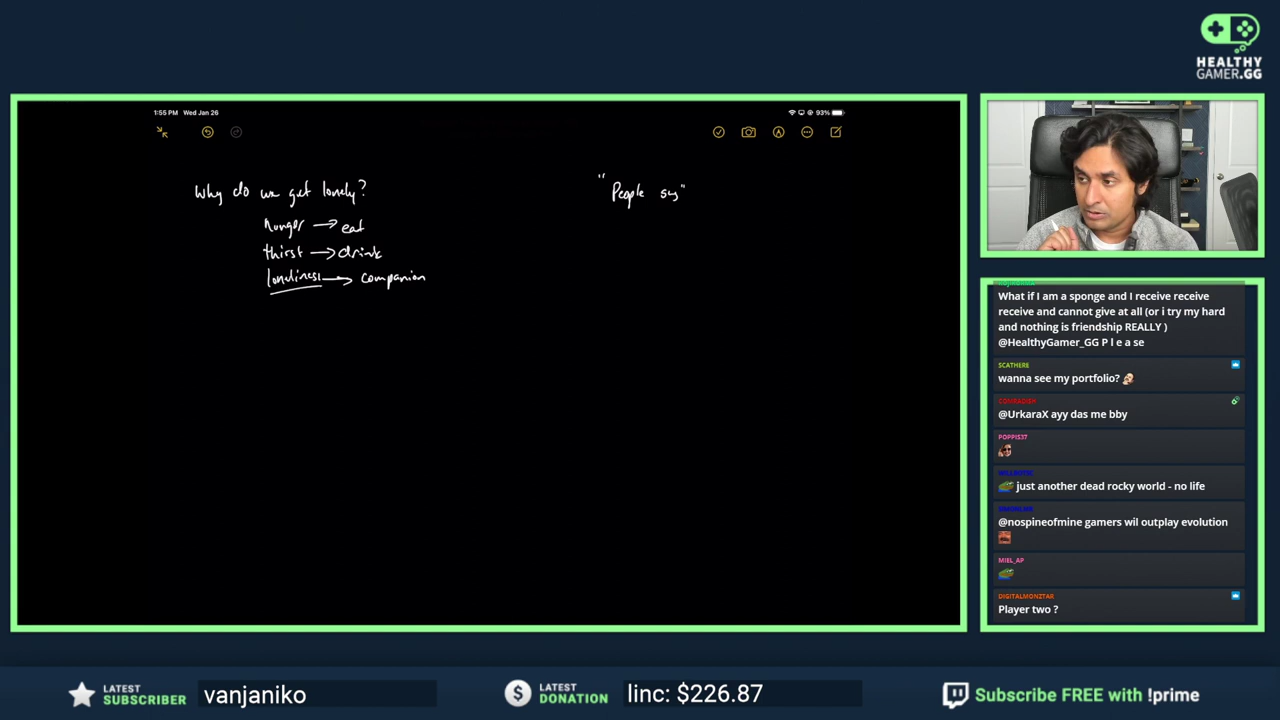 HEALTHY
GAMER.GG
1:55 PM Wed Jan 26
93%
Why do we get lonely?
hunger → eat
thirst → drink
loneliness → companion
"People say"
What if I am a sponge and I receive receive
receive and cannot give at all (or i try my hard
and nothing is friendship REALLY )
@HealthyGamer_GG P l e a se
SCATHERE
wanna see my portfolio?
@UrkaraX ayy das me bby
POPPIS37
just another dead rocky world - no life
@nospineofmine gamers wil outplay evolution
MIEL_AP
DIGITALMONZTAR
Player two ?
LATEST
SUBSCRIBER
vanjaniko
LATEST
DONATION
linc: $226.87
Subscribe FREE with !prime